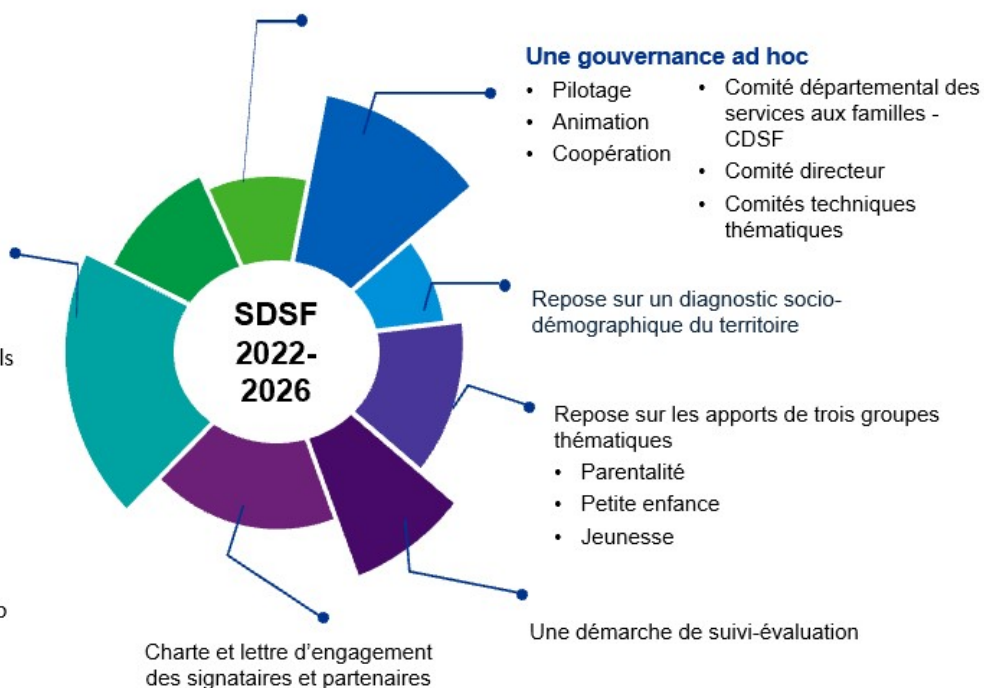 Une gouvernance ad hoc
• Pilotage
• Animation
• Coopération
• Comité départemental des
services aux familles -
CDSF
• Comité directeur
• Comités techniques
thématiques
SDSF
2022-
2026
Repose sur un diagnostic socio-
démographique du territoire
ls
Repose sur les apports de trois groupes
thématiques
• Parentalité
• Petite enfance
• Jeunesse
Une démarche de suivi-évaluation
Charte et lettre d’engagement
des signataires et partenaires